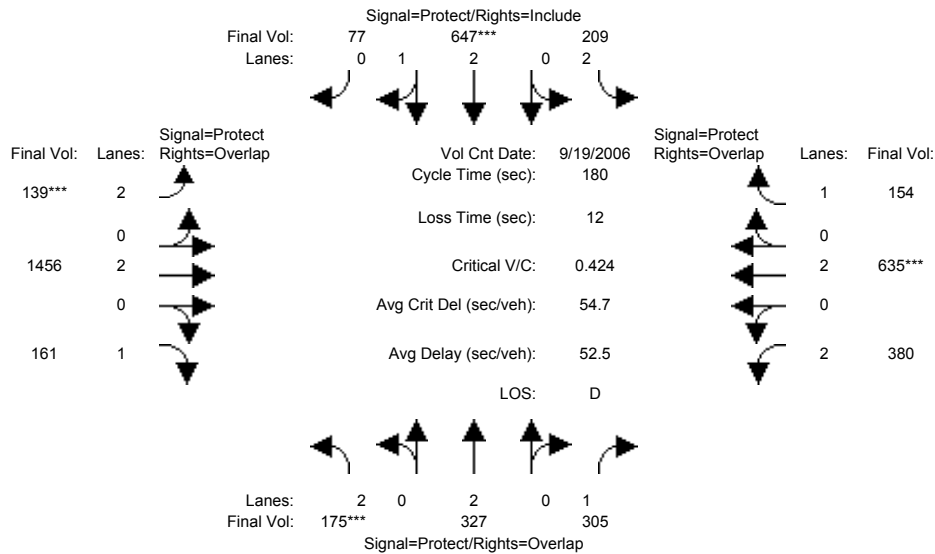 Signal=Protect/Rights=Include
Final Vol: 77 647*** 209
Lanes: 0 1 2 0 2
Signal=Protect
Final Vol: Lanes: Rights=Overlap
Vol Cnt Date: 9/19/2006
Signal=Protect
Rights=Overlap Lanes: Final Vol:
Cycle Time (sec): 180
139*** 2
1 154
Loss Time (sec): 12
0
0
1456 2
Critical V/C: 0.424
2 635***
0
Avg Crit Del (sec/veh): 54.7
0
161 1
Avg Delay (sec/veh): 52.5
2 380
LOS: D
Lanes: 2 0 2 0 1
Final Vol: 175*** 327 305
Signal=Protect/Rights=Overlap